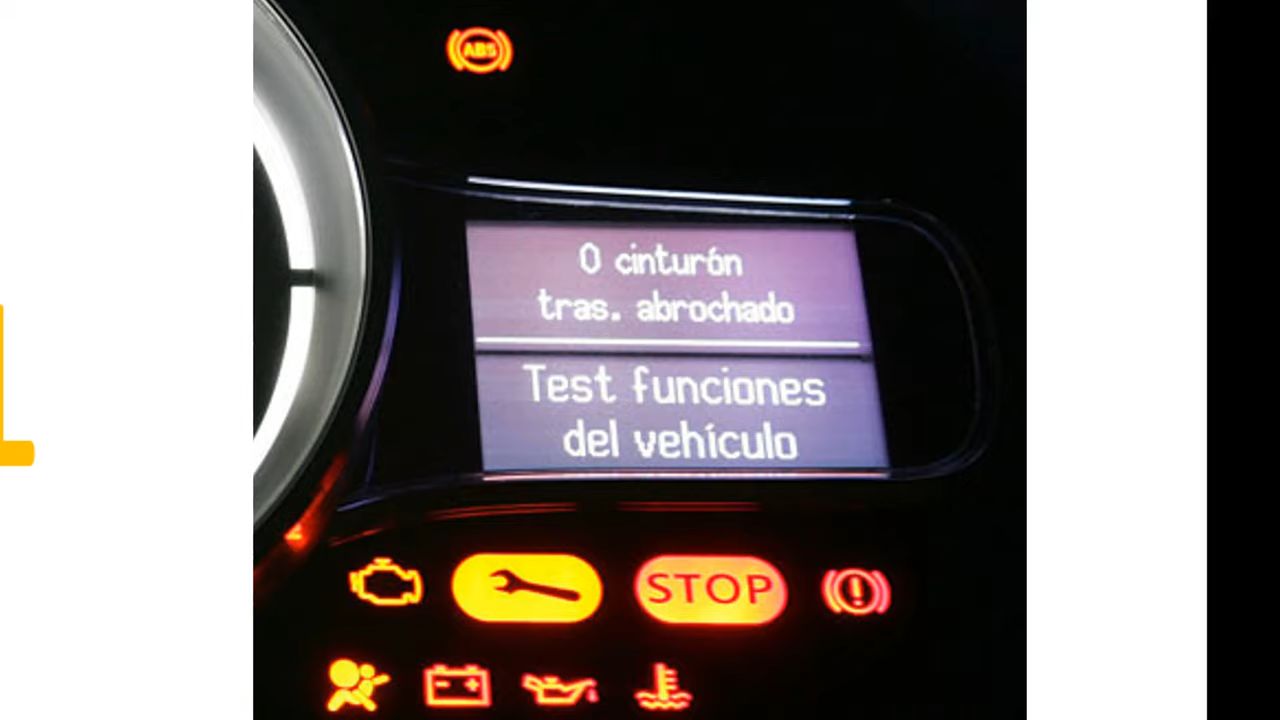 ABS
0 cinturón
tras. abrochado
Test funciones
del vehículo
STOP